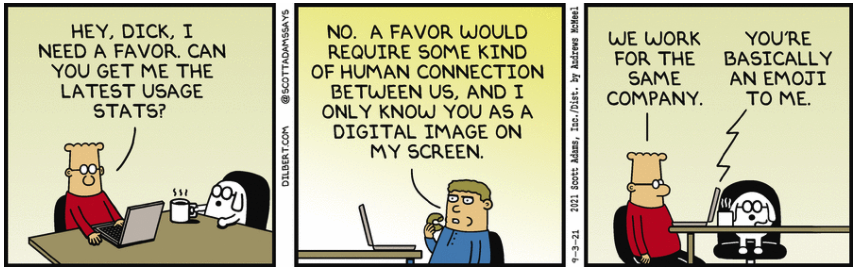 HEY, DICK, I
NEED A FAVOR. CAN
YOU GET ME THE
LATEST USAGE
STATS?
DILBERT.COM @SCOTTADAMSSAYS
NO. A FAVOR WOULD
REQUIRE SOME KIND
OF HUMAN CONNECTION
BETWEEN US, AND I
ONLY KNOW YOU AS A
DIGITAL IMAGE ON
MY SCREEN.
9-3-21 2021 Scott Adams, Inc./Dist. by Andrews McMeel
WE WORK
FOR THE
SAME
COMPANY.
YOU'RE
BASICALLY
AN EMOJI
TO ME.